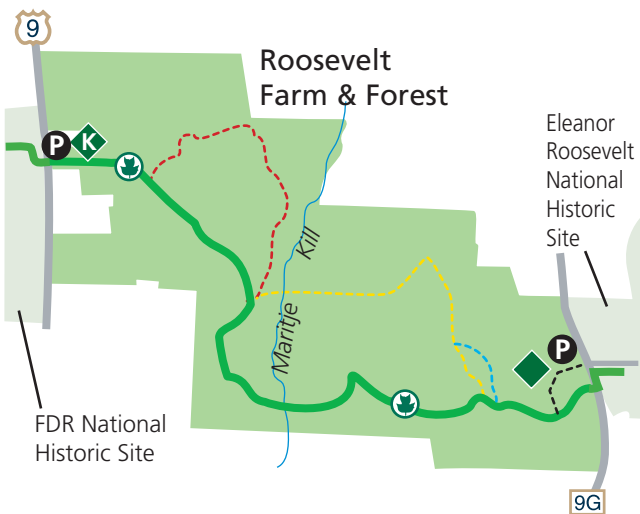 9
Roosevelt
Farm & Forest
P
K
Eleanor
Roosevelt
National
Historic
Site
Maritje Kill
P
FDR National
Historic Site
9G